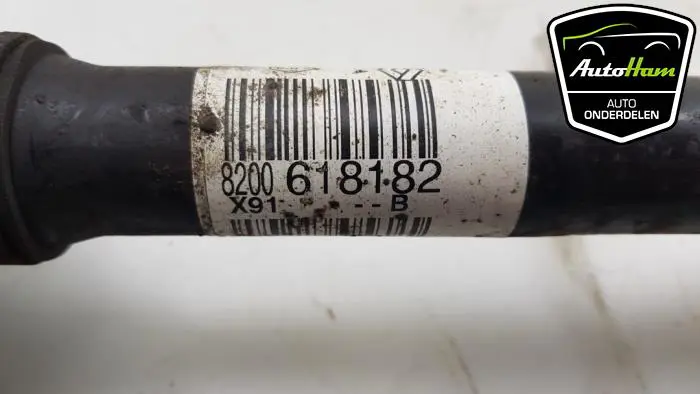 AutoHam
AUTO
ONDERDELEN
8200 618182
X91 --B